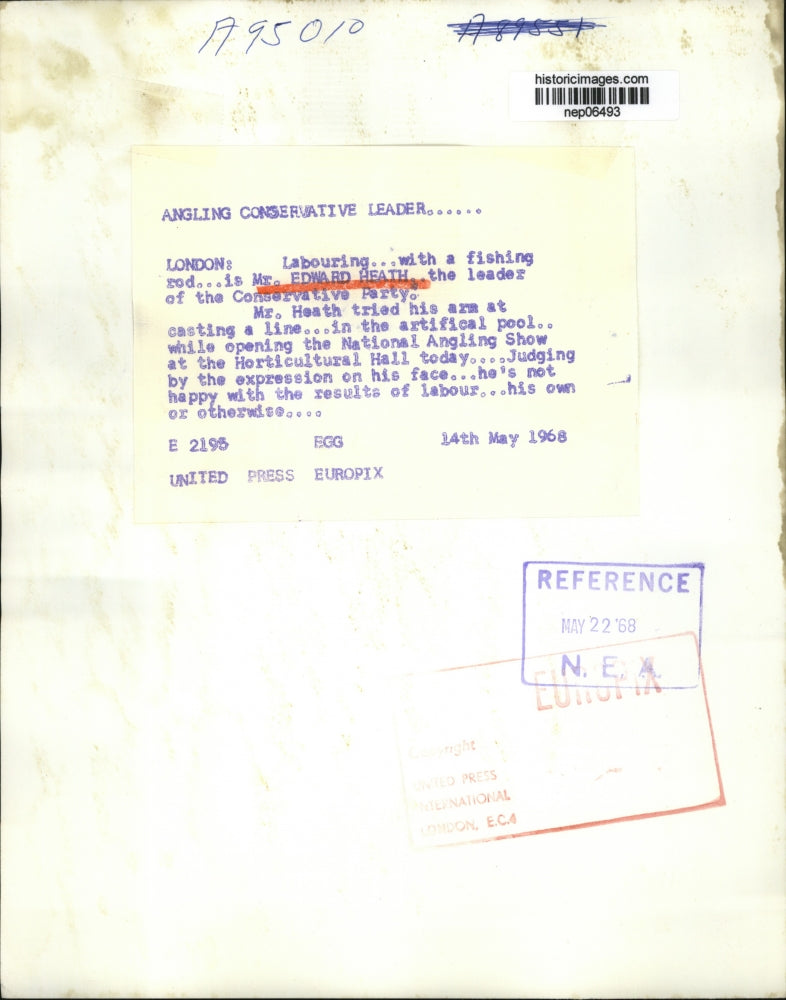 A95010
A89551
historicimages.com
nep06493
ANGLING CONSERVATIVE LEADER......
LONDON: Labouring...with a fishing
rod...is Mr. EDWARD HEATH...the leader
of the Conservative Party.
Mr. Heath tried his arm at
casting a line...in the artifical pool..
while opening the National Angling Show
at the Horticultural Hall today....Judging
by the expression on his face...he's not
happy with the results of labour...his own
or otherwise....
E 2195 EGG 14th May 1968
UNITED PRESS EUROPIX
REFERENCE
MAY 22 '68
N. E. A.
EUROPIX
Copyright
UNITED PRESS
INTERNATIONAL
LONDON, E.C.4